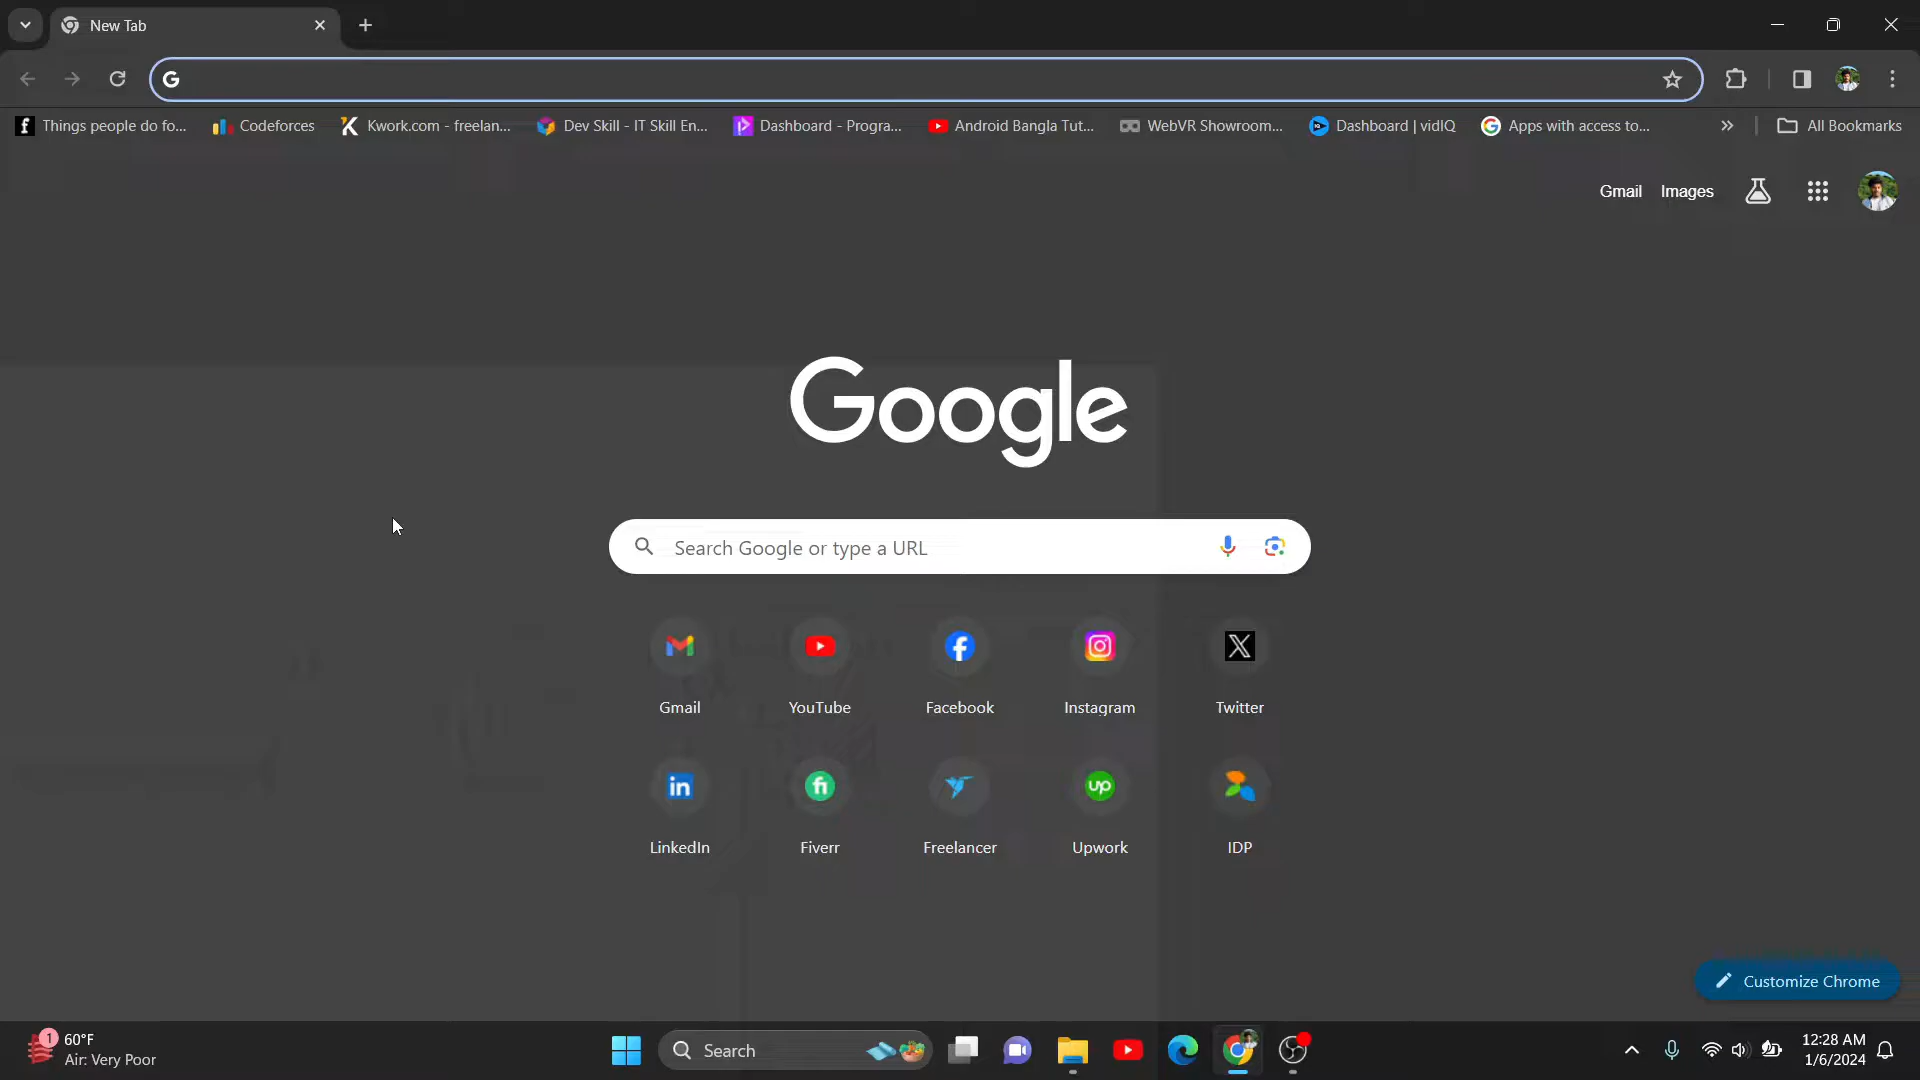 New Tab
Things people do fo...
Codeforces
Kwork.com - freelan...
Dev Skill - IT Skill En...
Dashboard - Progra...
Android Bangla Tut...
WebVR Showroom...
Dashboard | vidIQ
Apps with access to...
All Bookmarks
Gmail
Images
Google
Search Google or type a URL
Gmail
YouTube
Facebook
Instagram
Twitter
LinkedIn
Fiverr
Freelancer
Upwork
IDP
Customize Chrome
1
60°F
Air: Very Poor
Search
12:28 AM
1/6/2024